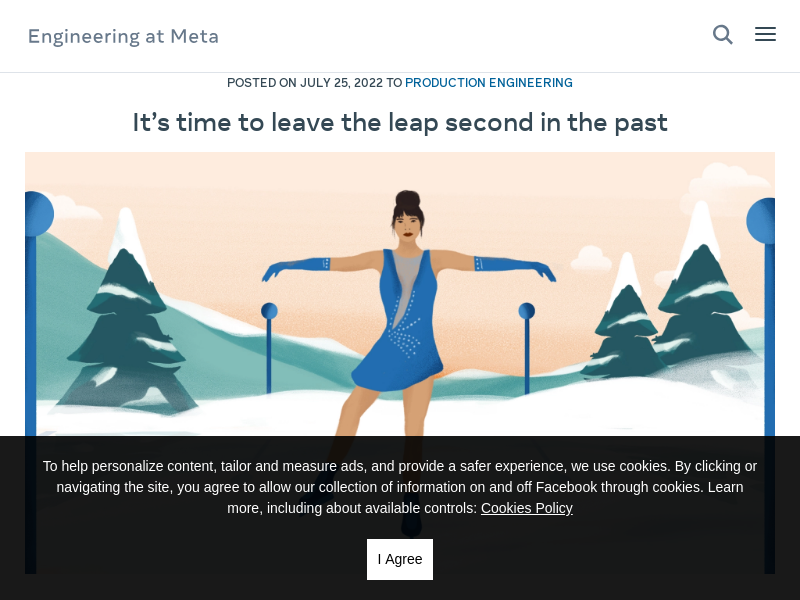 Engineering at Meta
POSTED ON JULY 25, 2022 TO PRODUCTION ENGINEERING
It’s time to leave the leap second in the past
To help personalize content, tailor and measure ads, and provide a safer experience, we use cookies. By clicking or
navigating the site, you agree to allow our collection of information on and off Facebook through cookies. Learn
more, including about available controls: Cookies Policy
I Agree